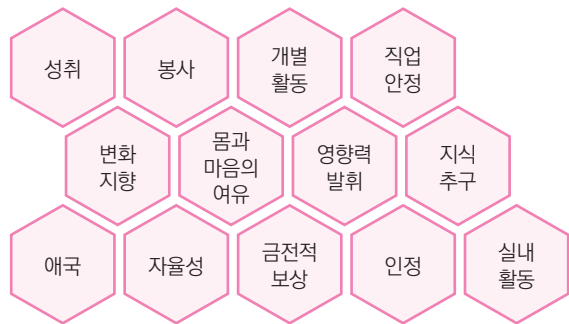 성취
봉사
개별
활동
직업
안정
변화
지향
몸과
마음의
여유
영향력
발휘
지식
추구
애국
자율성
금전적
보상
인정
실내
활동